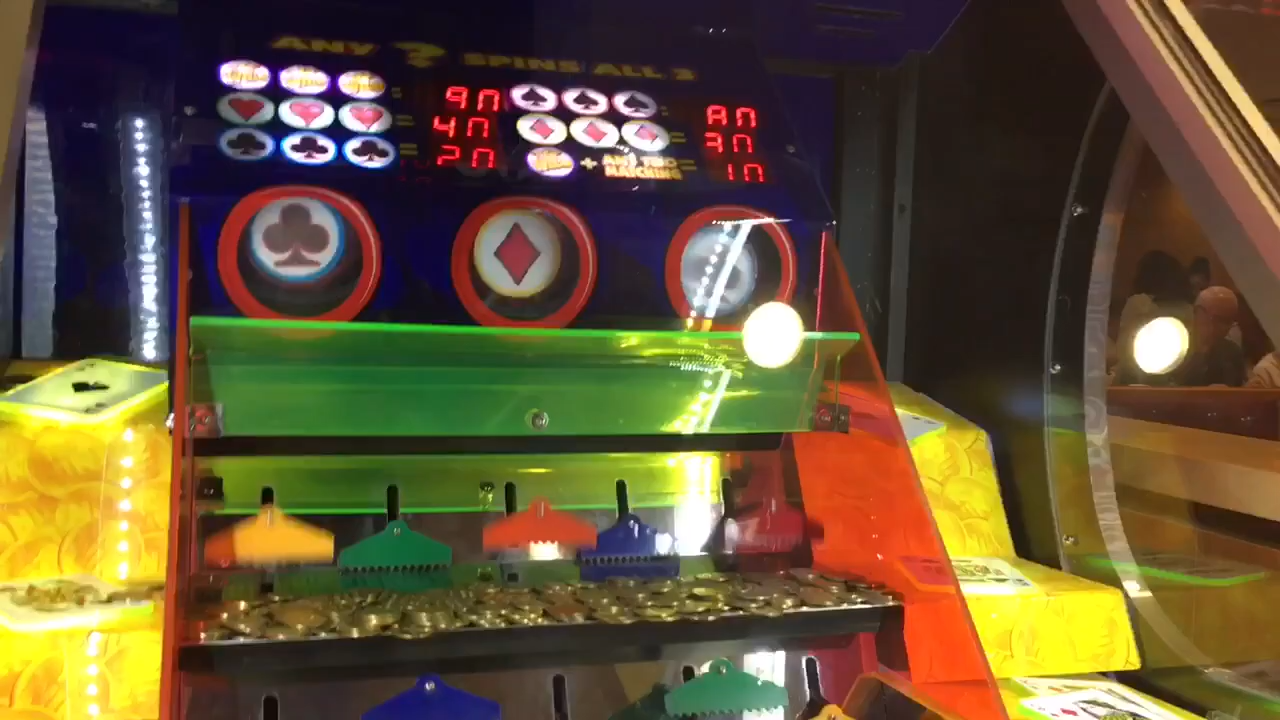 ANY ? SPINS ALL 3
= 90
= 80
= 40
= 30
= 20
+ ANY TWO MATCHING = 10